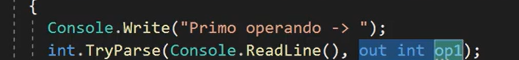 {
Console.Write("Primo operando -> ");
int.TryParse(Console.ReadLine(), out int op1);